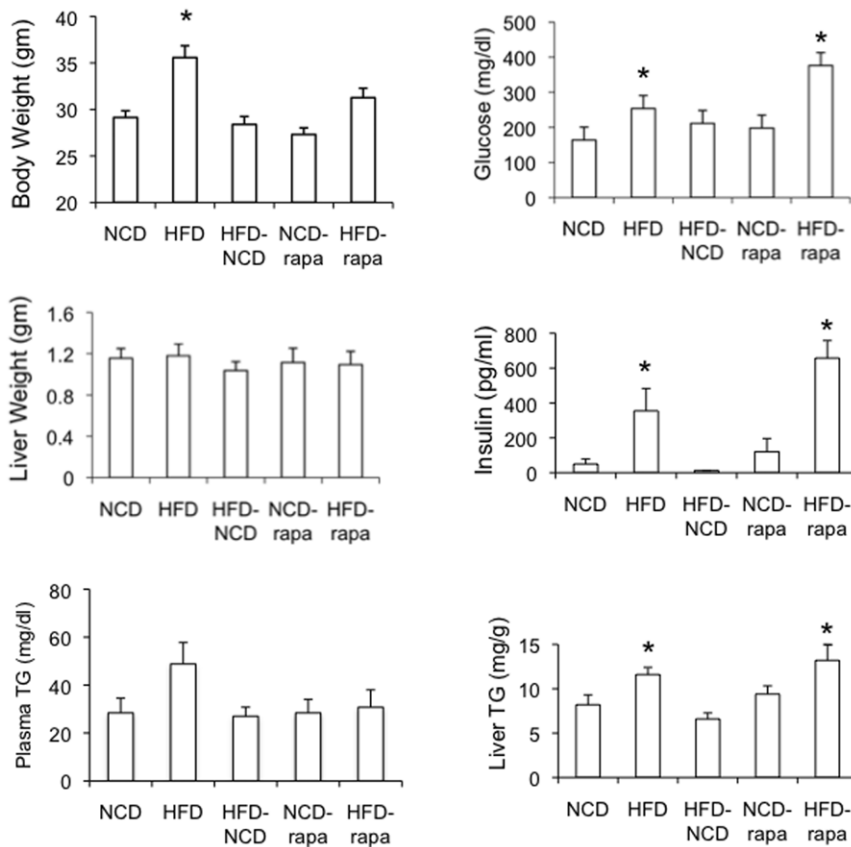 Body Weight (gm)
40
35
30
25
20
*
NCD HFD HFD- NCD- HFD-
NCD rapa rapa
Glucose (mg/dl)
500
400
300
200
100
0
*
*
NCD HFD HFD- NCD- HFD-
NCD rapa rapa
Liver Weight (gm)
1.6
1.2
0.8
0.4
0
NCD HFD HFD- NCD- HFD-
NCD rapa rapa
Insulin (pg/ml)
800
600
400
200
0
*
*
NCD HFD HFD- NCD- HFD-
NCD rapa rapa
Plasma TG (mg/dl)
80
60
40
20
0
NCD HFD HFD- NCD- HFD-
NCD rapa rapa
Liver TG (mg/g)
15
10
5
0
*
*
NCD HFD HFD- NCD- HFD-
NCD rapa rapa